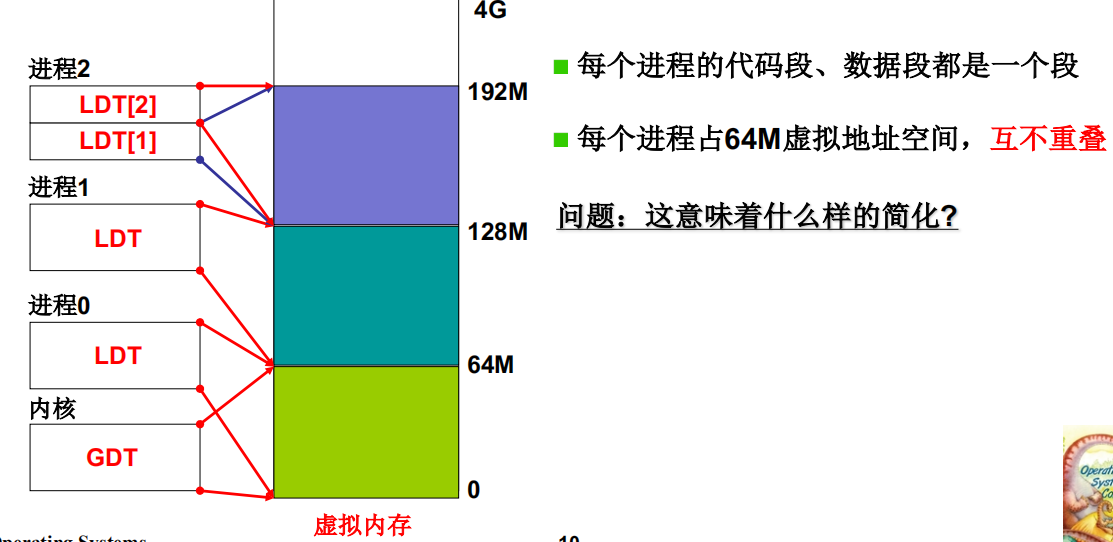 4G
进程2
LDT[2]
LDT[1]
192M
进程1
LDT
128M
进程0
LDT
64M
内核
GDT
0
虚拟内存
每个进程的代码段、数据段都是一个段
每个进程占64M虚拟地址空间，互不重叠
问题：这意味着什么样的简化?
Operating Systems
10